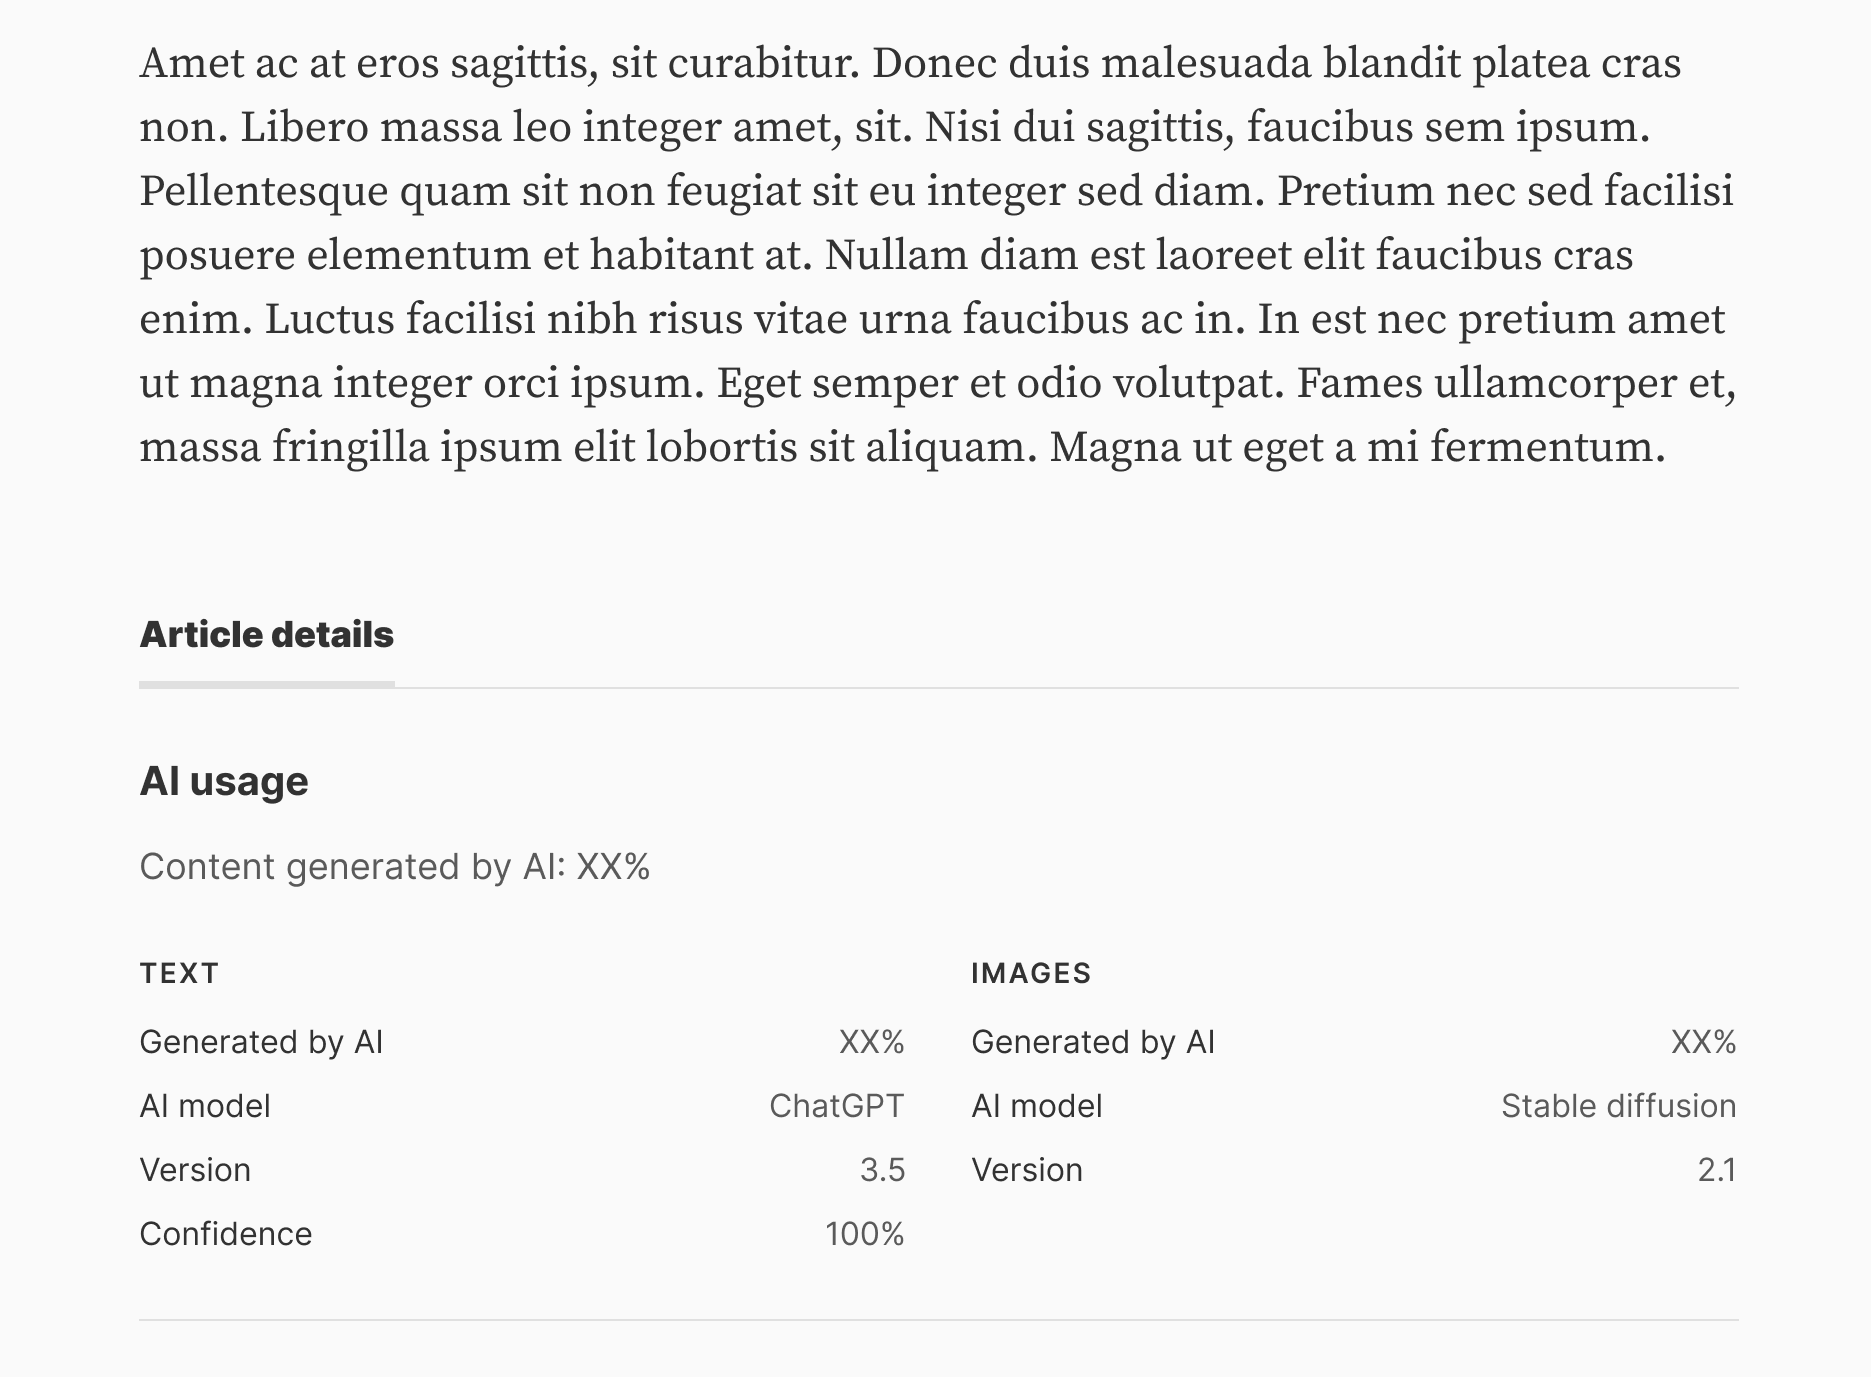 Amet ac at eros sagittis, sit curabitur. Donec duis malesuada blandit platea cras
non. Libero massa leo integer amet, sit. Nisi dui sagittis, faucibus sem ipsum.
Pellentesque quam sit non feugiat sit eu integer sed diam. Pretium nec sed facilisi
posuere elementum et habitant at. Nullam diam est laoreet elit faucibus cras
enim. Luctus facilisi nibh risus vitae urna faucibus ac in. In est nec pretium amet
ut magna integer orci ipsum. Eget semper et odio volutpat. Fames ullamcorper et,
massa fringilla ipsum elit lobortis sit aliquam. Magna ut eget a mi fermentum.
Article details
AI usage
Content generated by AI: XX%
TEXT
Generated by AI XX%
AI model ChatGPT
Version 3.5
Confidence 100%
IMAGES
Generated by AI XX%
AI model Stable diffusion
Version 2.1